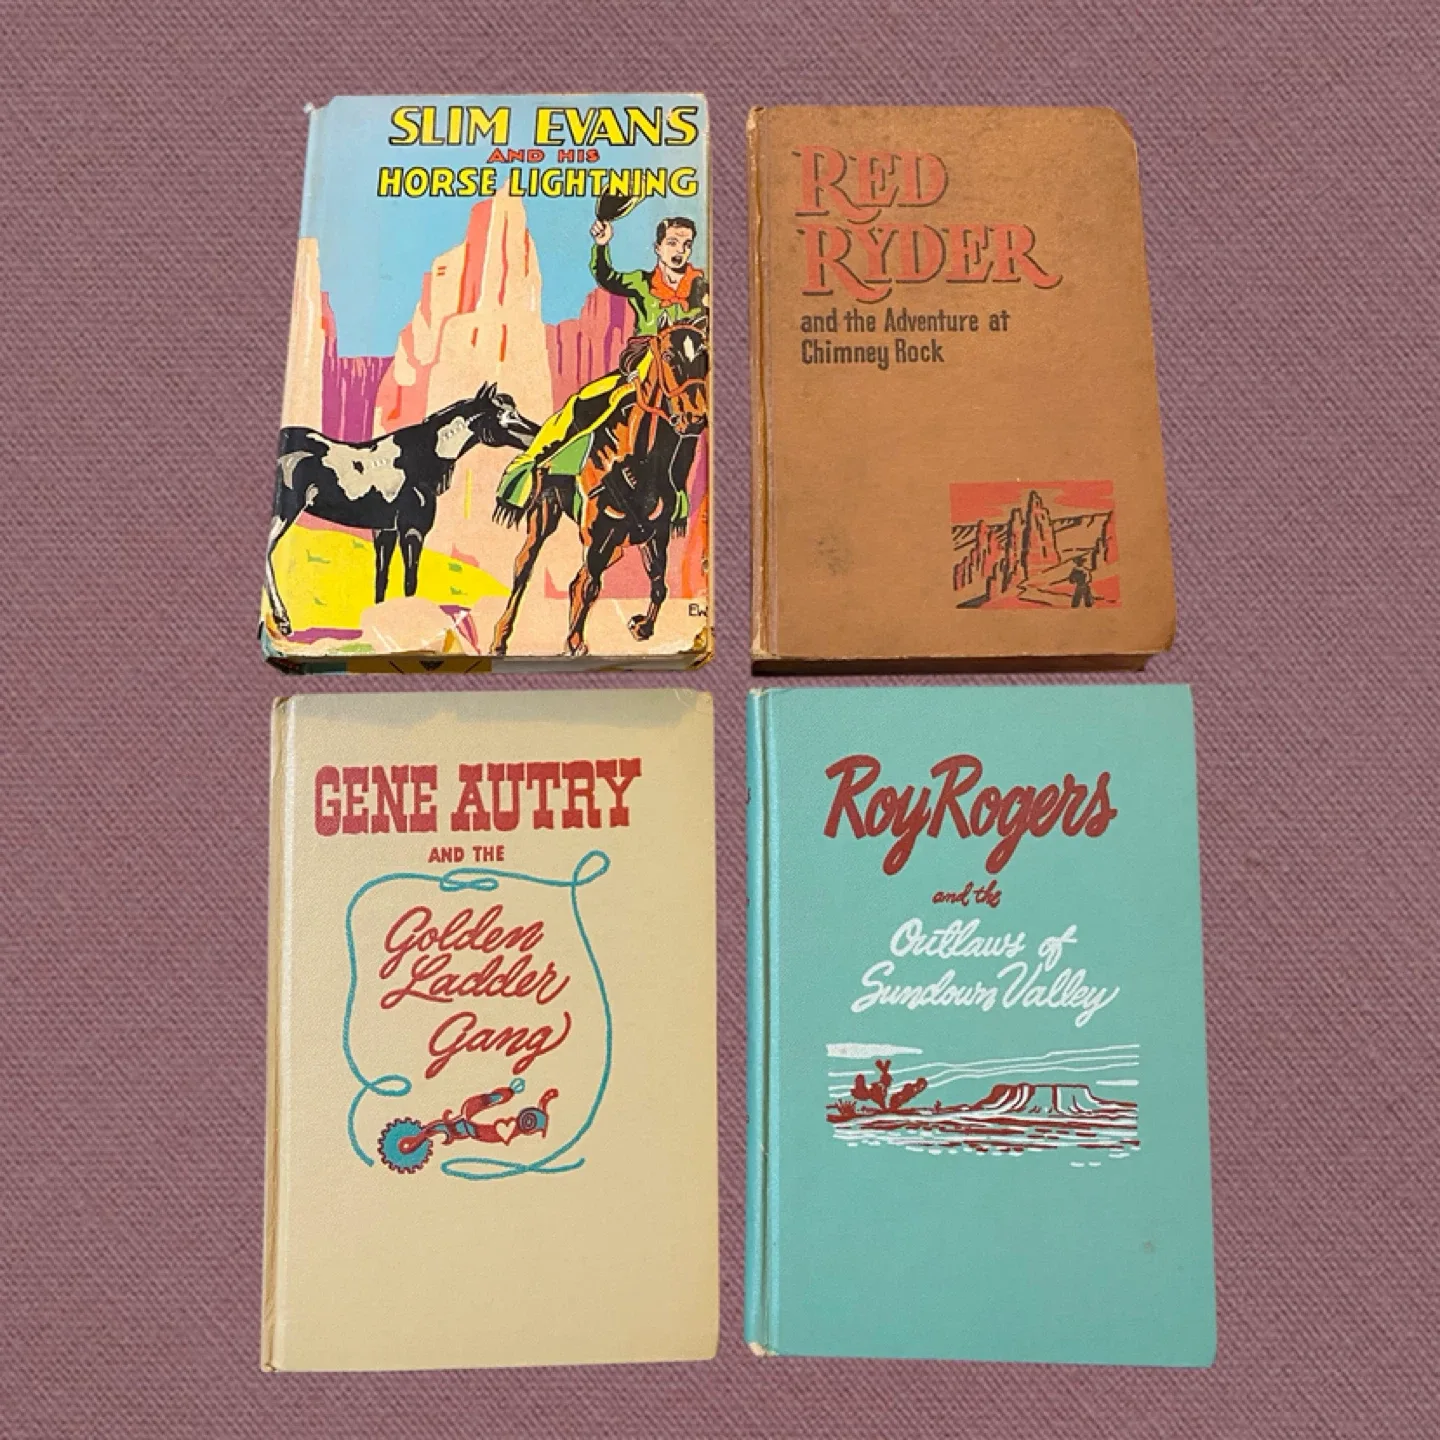 SLIM EVANS
AND HIS
HORSE LIGHTNING
EW
RED
RYDER
and the Adventure at
Chimney Rock
GENE AUTRY
AND THE
Golden
Ladder
Gang
Roy Rogers
and the
Outlaws of
Sundown Valley